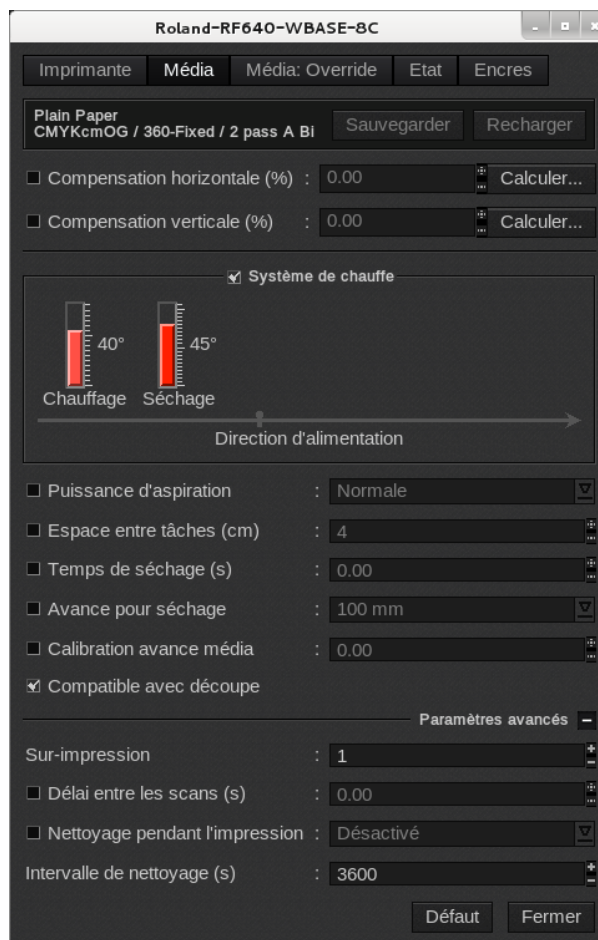 Roland-RF640-WBASE-8C
Imprimante Média Média: Override Etat Encres
Plain Paper
CMYKcmOG / 360-Fixed / 2 pass A Bi
Sauvegarder Recharger
Compensation horizontale (%) : 0.00 Calculer...
Compensation verticale (%) : 0.00 Calculer...
Système de chauffe
40° 45°
Chauffage Séchage
Direction d'alimentation
Puissance d'aspiration : Normale
Espace entre tâches (cm) : 4
Temps de séchage (s) : 0.00
Avance pour séchage : 100 mm
Calibration avance média : 0.00
Compatible avec découpe
Paramètres avancés
Sur-impression : 1
Délai entre les scans (s) : 0.00
Nettoyage pendant l'impression : Désactivé
Intervalle de nettoyage (s) : 3600
Défaut Fermer